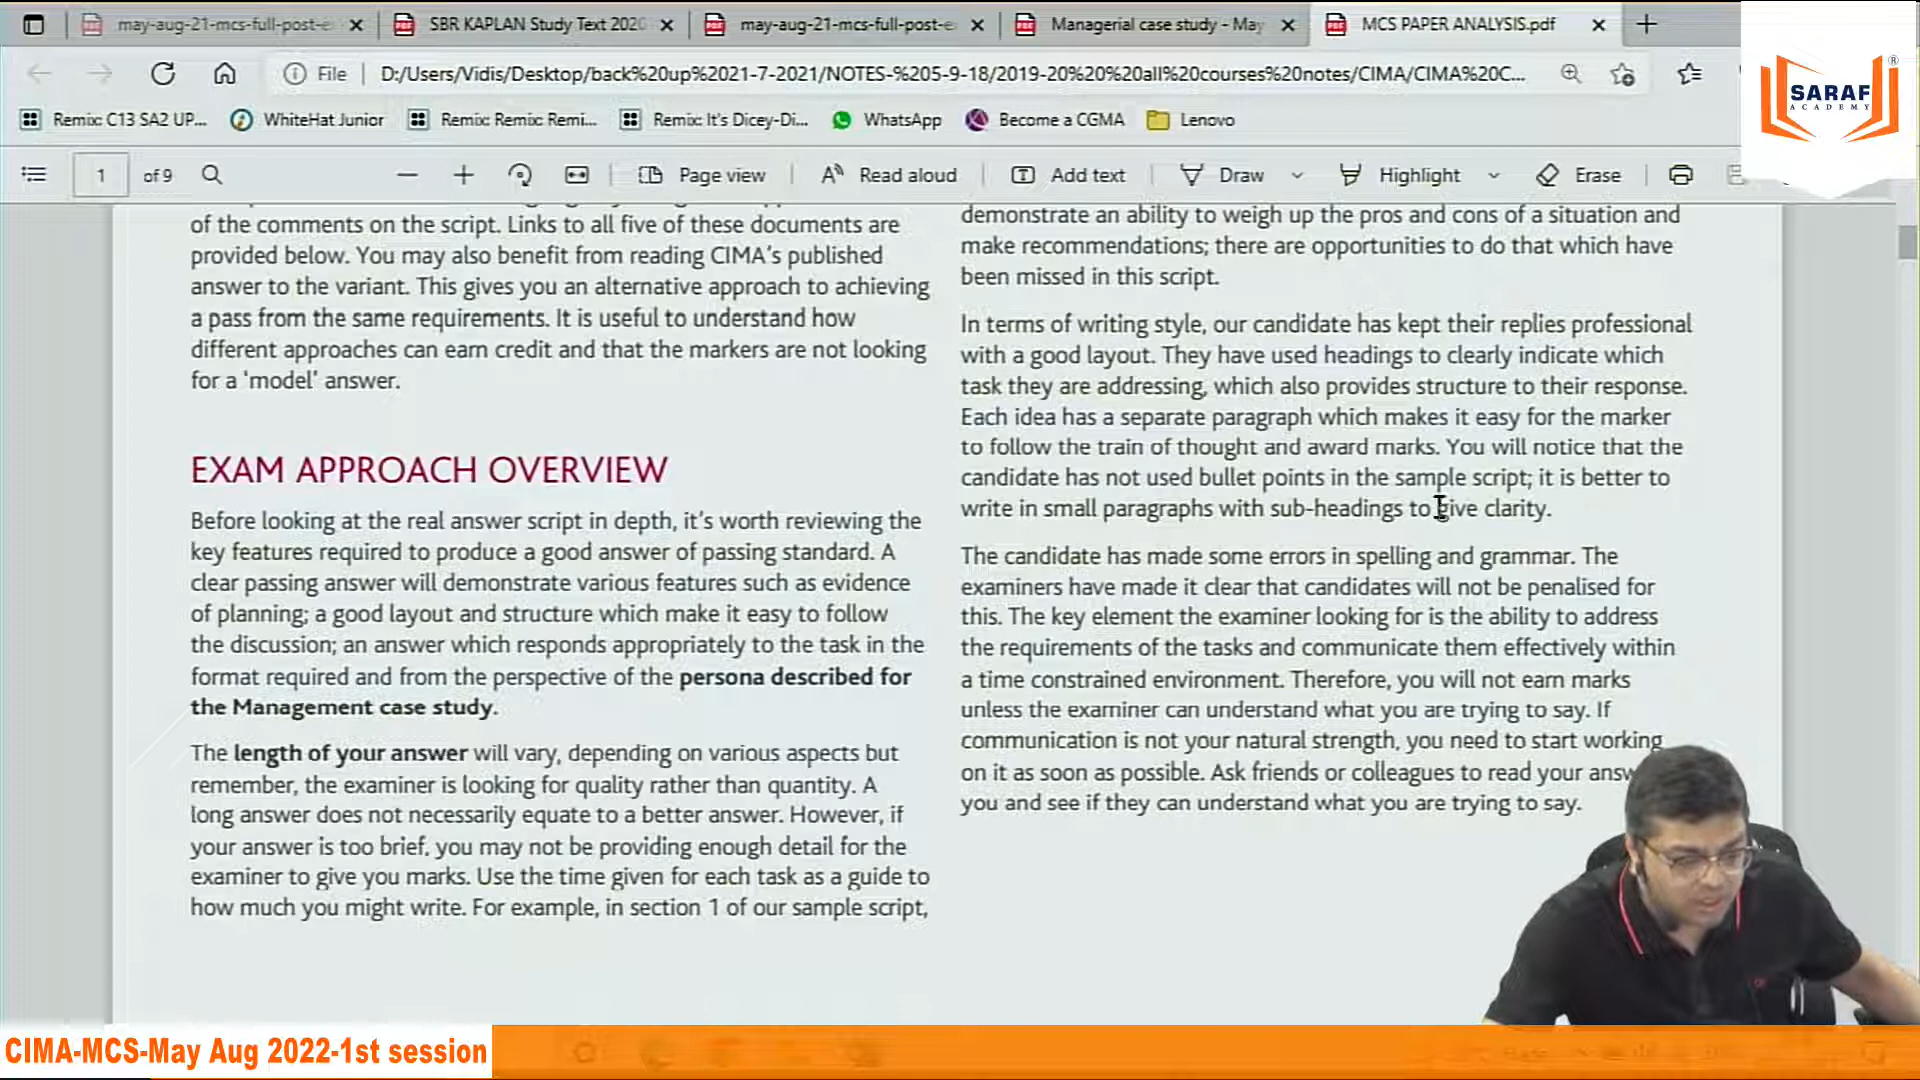 may-aug-21-mcs-full-post-e
SBR KAPLAN Study Text 2020
may-aug-21-mcs-full-post-e
Managerial case study - May
MCS PAPER ANALYSIS.pdf
File
D:/Users/Vidis/Desktop/back%20up%2021-7-2021/NOTES-%205-9-18/2019-20%20%20all%20courses%20notes/CIMA/CIMA%20C...
Remix: C13 SA2 UP...
WhiteHat Junior
Remix: Remix Remi...
Remix: It's Dicey-Di...
WhatsApp
Become a CGMA
Lenovo
SARAF
ACADEMY
1 of 9
Page view
Read aloud
Add text
Draw
Highlight
Erase
of the comments on the script. Links to all five of these documents are
provided below. You may also benefit from reading CIMA's published
answer to the variant. This gives you an alternative approach to achieving
a pass from the same requirements. It is useful to understand how
different approaches can earn credit and that the markers are not looking
for a 'model' answer.
EXAM APPROACH OVERVIEW
Before looking at the real answer script in depth, it's worth reviewing the
key features required to produce a good answer of passing standard. A
clear passing answer will demonstrate various features such as evidence
of planning; a good layout and structure which make it easy to follow
the discussion; an answer which responds appropriately to the task in the
format required and from the perspective of the persona described for
the Management case study.
The length of your answer will vary, depending on various aspects but
remember, the examiner is looking for quality rather than quantity. A
long answer does not necessarily equate to a better answer. However, if
your answer is too brief, you may not be providing enough detail for the
examiner to give you marks. Use the time given for each task as a guide to
how much you might write. For example, in section 1 of our sample script,
demonstrate an ability to weigh up the pros and cons of a situation and
make recommendations; there are opportunities to do that which have
been missed in this script.
In terms of writing style, our candidate has kept their replies professional
with a good layout. They have used headings to clearly indicate which
task they are addressing, which also provides structure to their response.
Each idea has a separate paragraph which makes it easy for the marker
to follow the train of thought and award marks. You will notice that the
candidate has not used bullet points in the sample script; it is better to
write in small paragraphs with sub-headings to give clarity.
The candidate has made some errors in spelling and grammar. The
examiners have made it clear that candidates will not be penalised for
this. The key element the examiner looking for is the ability to address
the requirements of the tasks and communicate them effectively within
a time constrained environment. Therefore, you will not earn marks
unless the examiner can understand what you are trying to say. If
communication is not your natural strength, you need to start working
on it as soon as possible. Ask friends or colleagues to read your answ
you and see if they can understand what you are trying to say.
CIMA-MCS-May Aug 2022-1st session